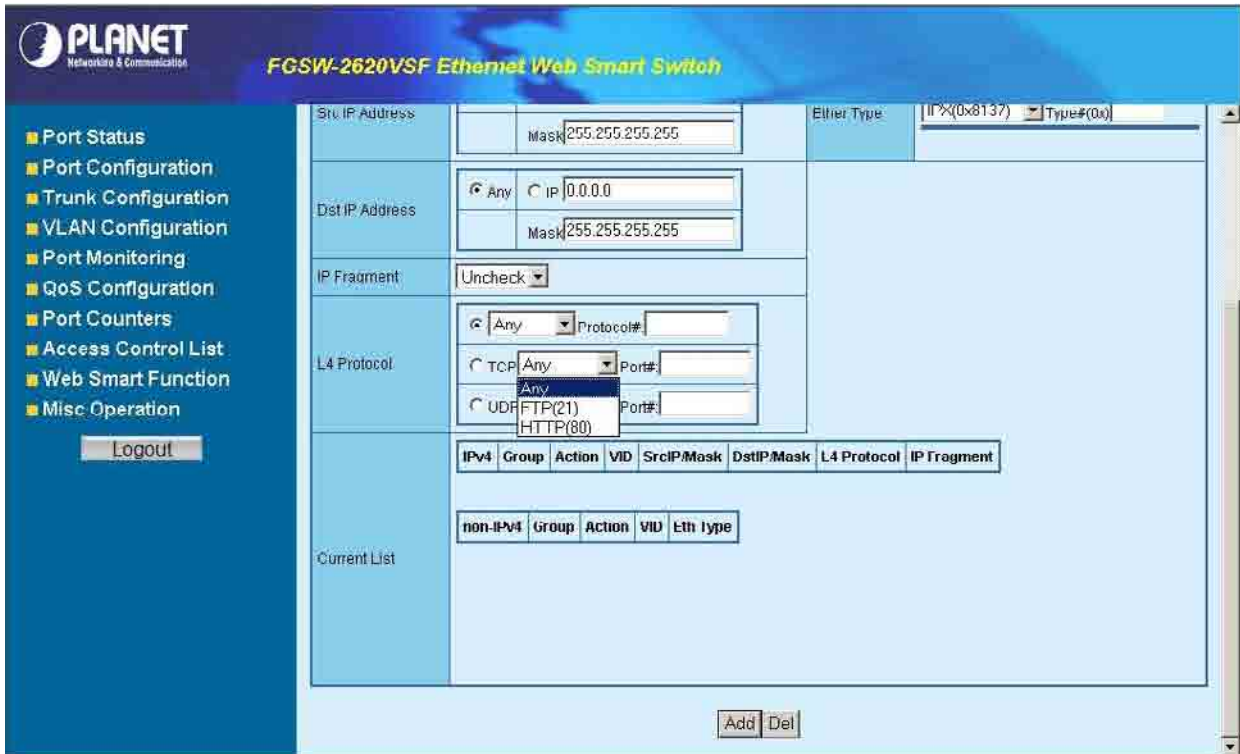 PLANET
Networking & Communication
FGSW-2620VSF Ethernet Web Smart Switch
Port Status
Port Configuration
Trunk Configuration
VLAN Configuration
Port Monitoring
QoS Configuration
Port Counters
Access Control List
Web Smart Function
Misc Operation
Logout
Src IP Address
Mask 255.255.255.255
Ether Type
IPX(0x8137) Type#(0x)
Dst IP Address
Any IP 0.0.0.0
Mask 255.255.255.255
IP Fragment
Uncheck
L4 Protocol
Any Protocol#:
TCP Any Port#:
Any
FTP(21)
HTTP(80)
UDP Port#:
Current List
IPv4 Group Action VID SrcIP/Mask DstIP/Mask L4 Protocol IP Fragment
non-IPv4 Group Action VID Eth Type
Add Del